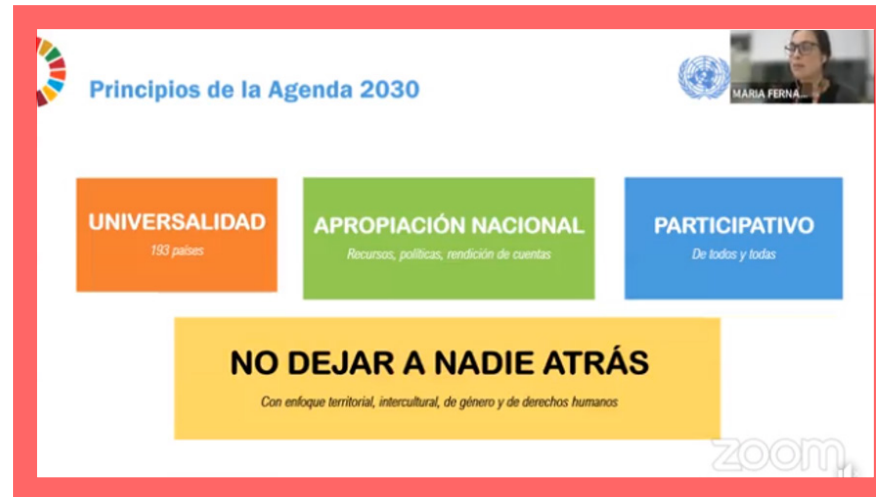 Principios de la Agenda 2030
MARIA FERNA...
UNIVERSALIDAD
193 países
APROPIACIÓN NACIONAL
Recursos, políticas, rendición de cuentas
PARTICIPATIVO
De todos y todas
NO DEJAR A NADIE ATRÁS
Con enfoque territorial, intercultural, de género y de derechos humanos
zoom